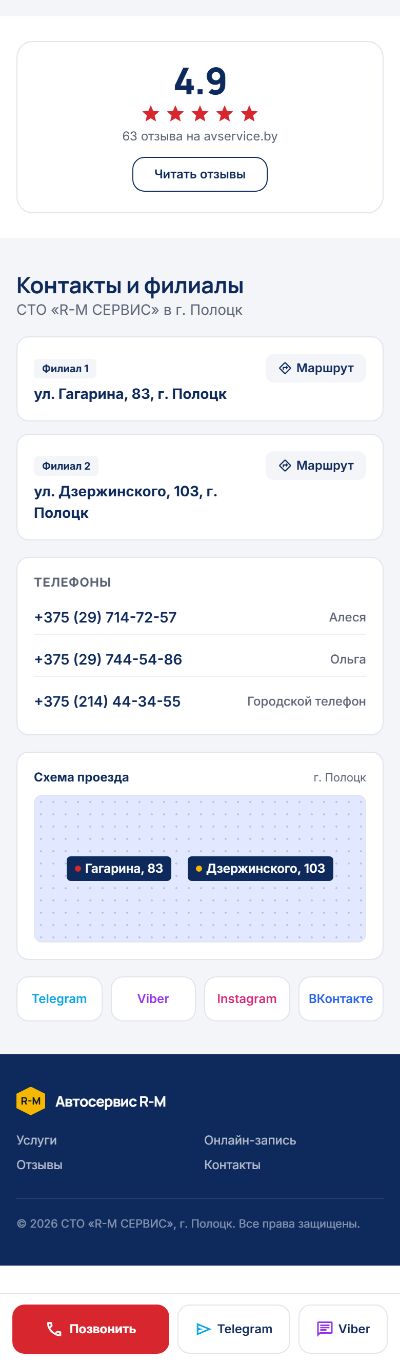 4.9
63 отзыва на avservice.by
Читать отзывы
Контакты и филиалы
СТО «R-M СЕРВИС» в г. Полоцк
Филиал 1
Маршрут
ул. Гагарина, 83, г. Полоцк
Филиал 2
Маршрут
ул. Дзержинского, 103, г.
Полоцк
ТЕЛЕФОНЫ
+375 (29) 714-72-57 Алеся
+375 (29) 744-54-86 Ольга
+375 (214) 44-34-55 Городской телефон
Схема проезда г. Полоцк
Гагарина, 83 Дзержинского, 103
Telegram Viber Instagram ВКонтакте
R-M Автосервис R-M
Услуги Онлайн-запись
Отзывы Контакты
© 2026 СТО «R-M СЕРВИС», г. Полоцк. Все права защищены.
Позвонить Telegram Viber